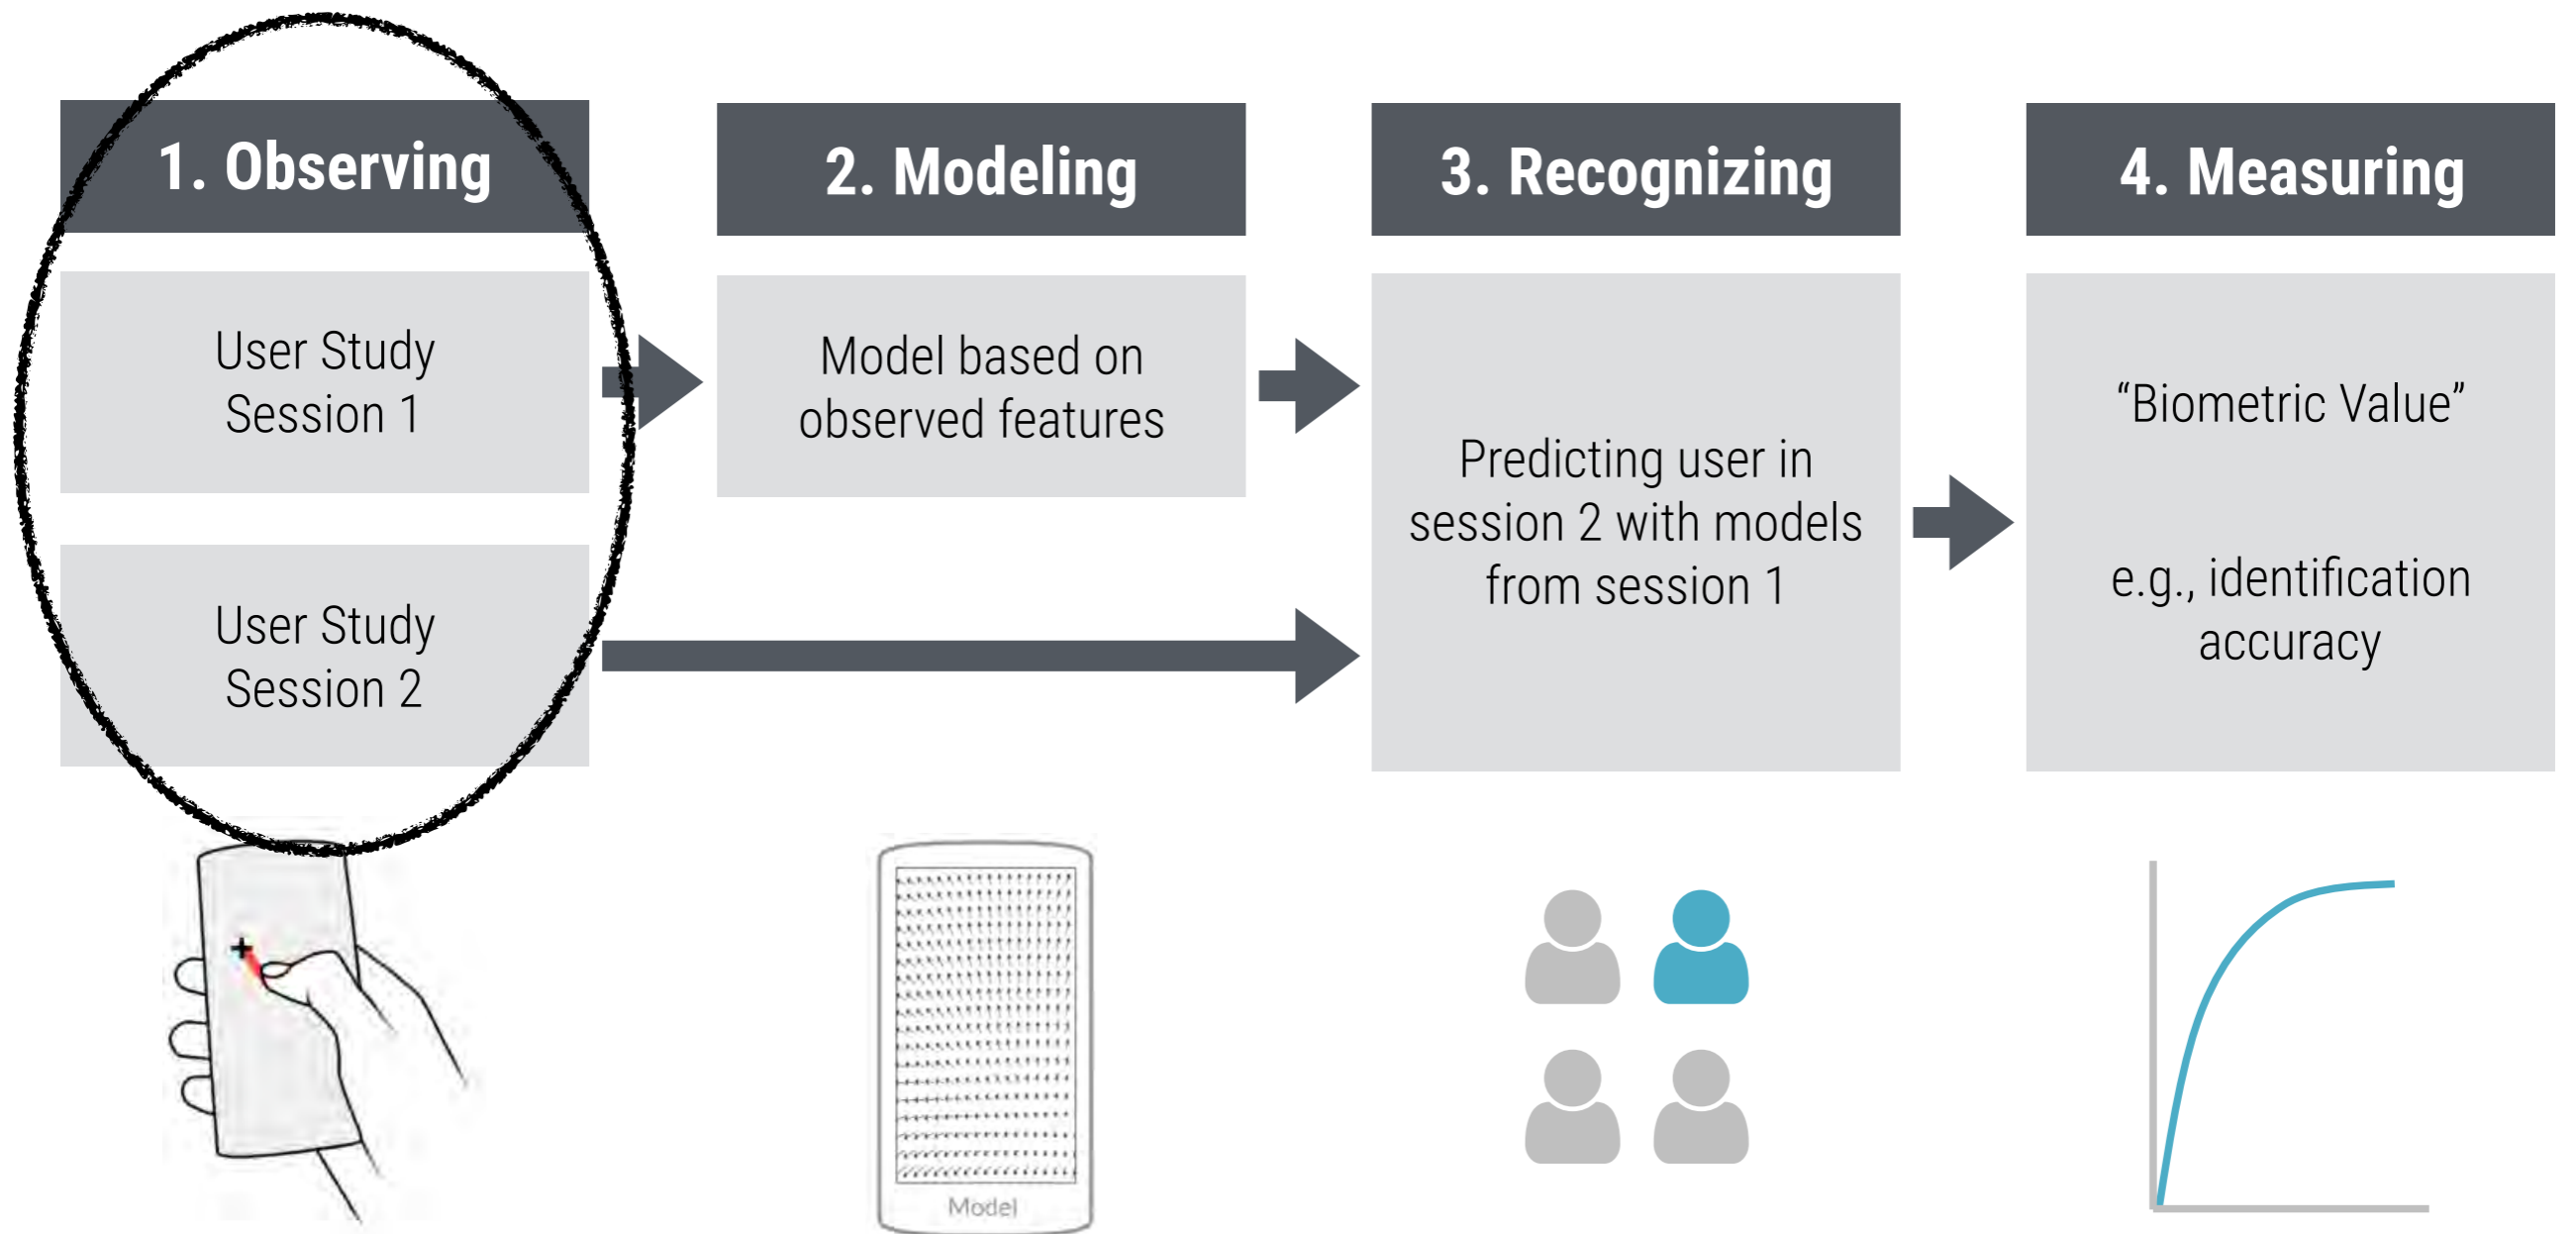 1. Observing
User Study
Session 1
User Study
Session 2
2. Modeling
Model based on
observed features
Model
3. Recognizing
Predicting user in
session 2 with models
from session 1
4. Measuring
“Biometric Value”
e.g., identification
accuracy